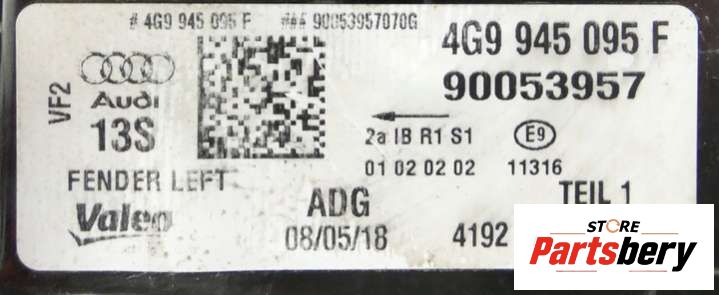 # 4G9 945 095 F ### 90053957070G
4G9 945 095 F
90053957
VF2
Audi
13S
2a IB R1 S1
E9
01 02 02 02
11316
FENDER LEFT
ADG
TEIL 1
Valeo
08/05/18
4192
STORE
Partsbery